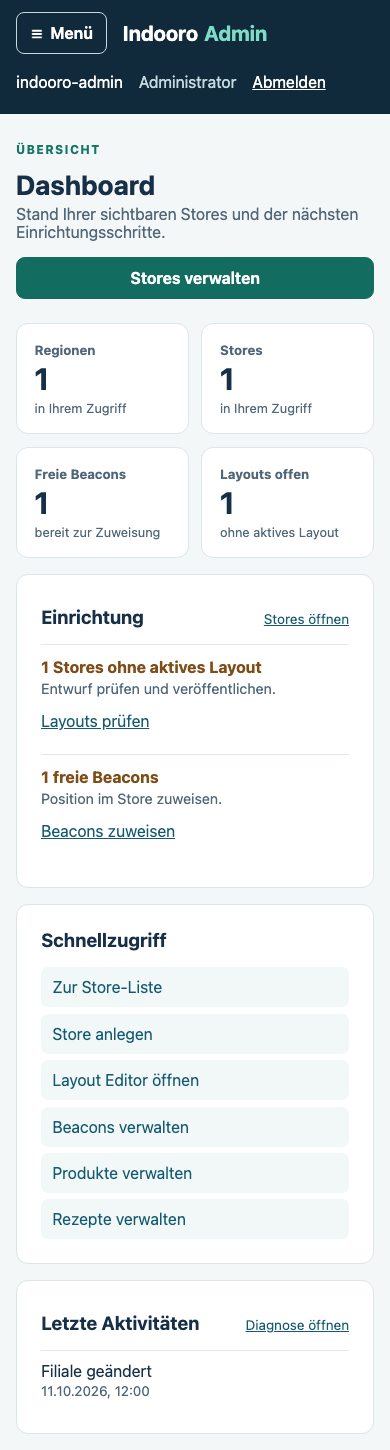 ≡ Menü Indooro Admin
indooro-admin Administrator Abmelden
ÜBERSICHT
Dashboard
Stand Ihrer sichtbaren Stores und der nächsten
Einrichtungsschritte.
Stores verwalten
Regionen
1
in Ihrem Zugriff
Stores
1
in Ihrem Zugriff
Freie Beacons
1
bereit zur Zuweisung
Layouts offen
1
ohne aktives Layout
Einrichtung Stores öffnen
1 Stores ohne aktives Layout
Entwurf prüfen und veröffentlichen.
Layouts prüfen
1 freie Beacons
Position im Store zuweisen.
Beacons zuweisen
Schnellzugriff
Zur Store-Liste
Store anlegen
Layout Editor öffnen
Beacons verwalten
Produkte verwalten
Rezepte verwalten
Letzte Aktivitäten Diagnose öffnen
Filiale geändert
11.10.2026, 12:00